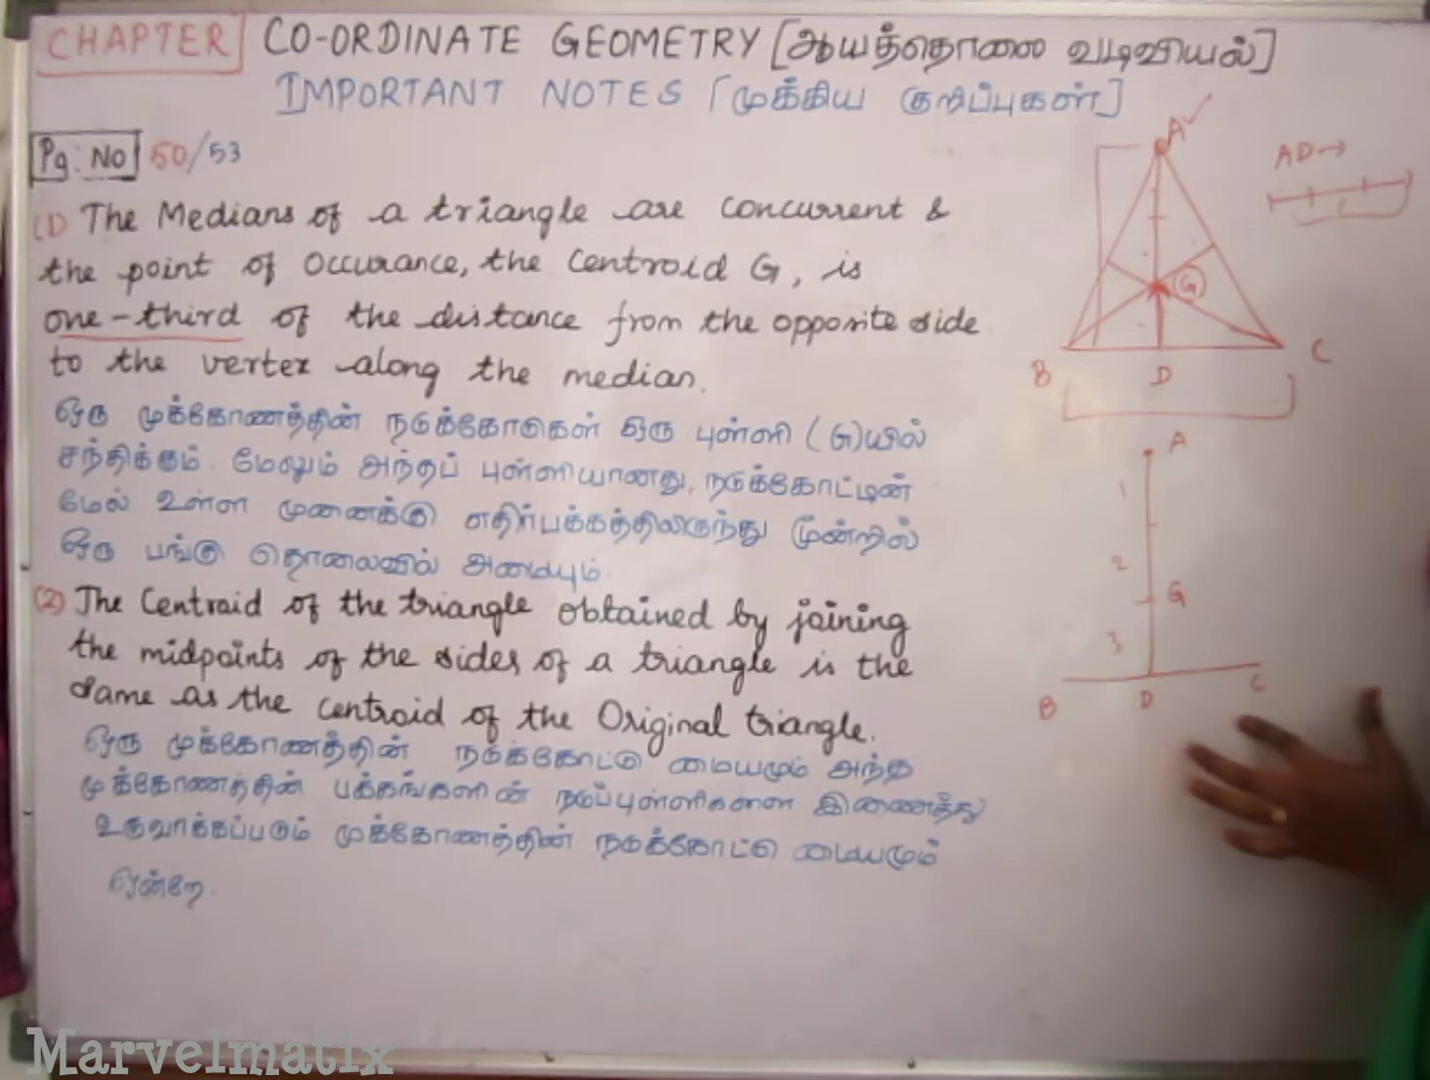 CHAPTER CO-ORDINATE GEOMETRY [ஆயத்தொலை வடிவியல்]
IMPORTANT NOTES [முக்கிய குறிப்புகள்]
Pg. No 50/53
(1) The Medians of a triangle are concurrent &
the point of Occurance, the Centroid G, is
one-third of the distance from the opposite side
to the vertex along the median.
ஒரு முக்கோணத்தின் நடுக்கோடுகள் ஒரு புள்ளி (G)யில்
சந்திக்கும். மேலும் அந்தப் புள்ளியானது, நடுக்கோட்டின்
மேல் உள்ள முனைக்கு எதிர்பக்கத்திலிருந்து மூன்றில்
ஒரு பங்கு தொலைவில் அமையும்.
(2) The Centraid of the triangle obtained by joining
the midpoints of the sides of a triangle is the
same as the centroid of the Original triangle.
ஒரு முக்கோணத்தின் நடுக்கோட்டு மையமும் அந்த
முக்கோணத்தின் பக்கங்களின் நடுப்புள்ளிகளை இணைத்து
உருவாக்கப்படும் முக்கோணத்தின் நடுக்கோட்டு மையமும்
ஒன்றே.
A
AD→
G
B D C
A
1
2
G
3
B D C
Marvelmatix